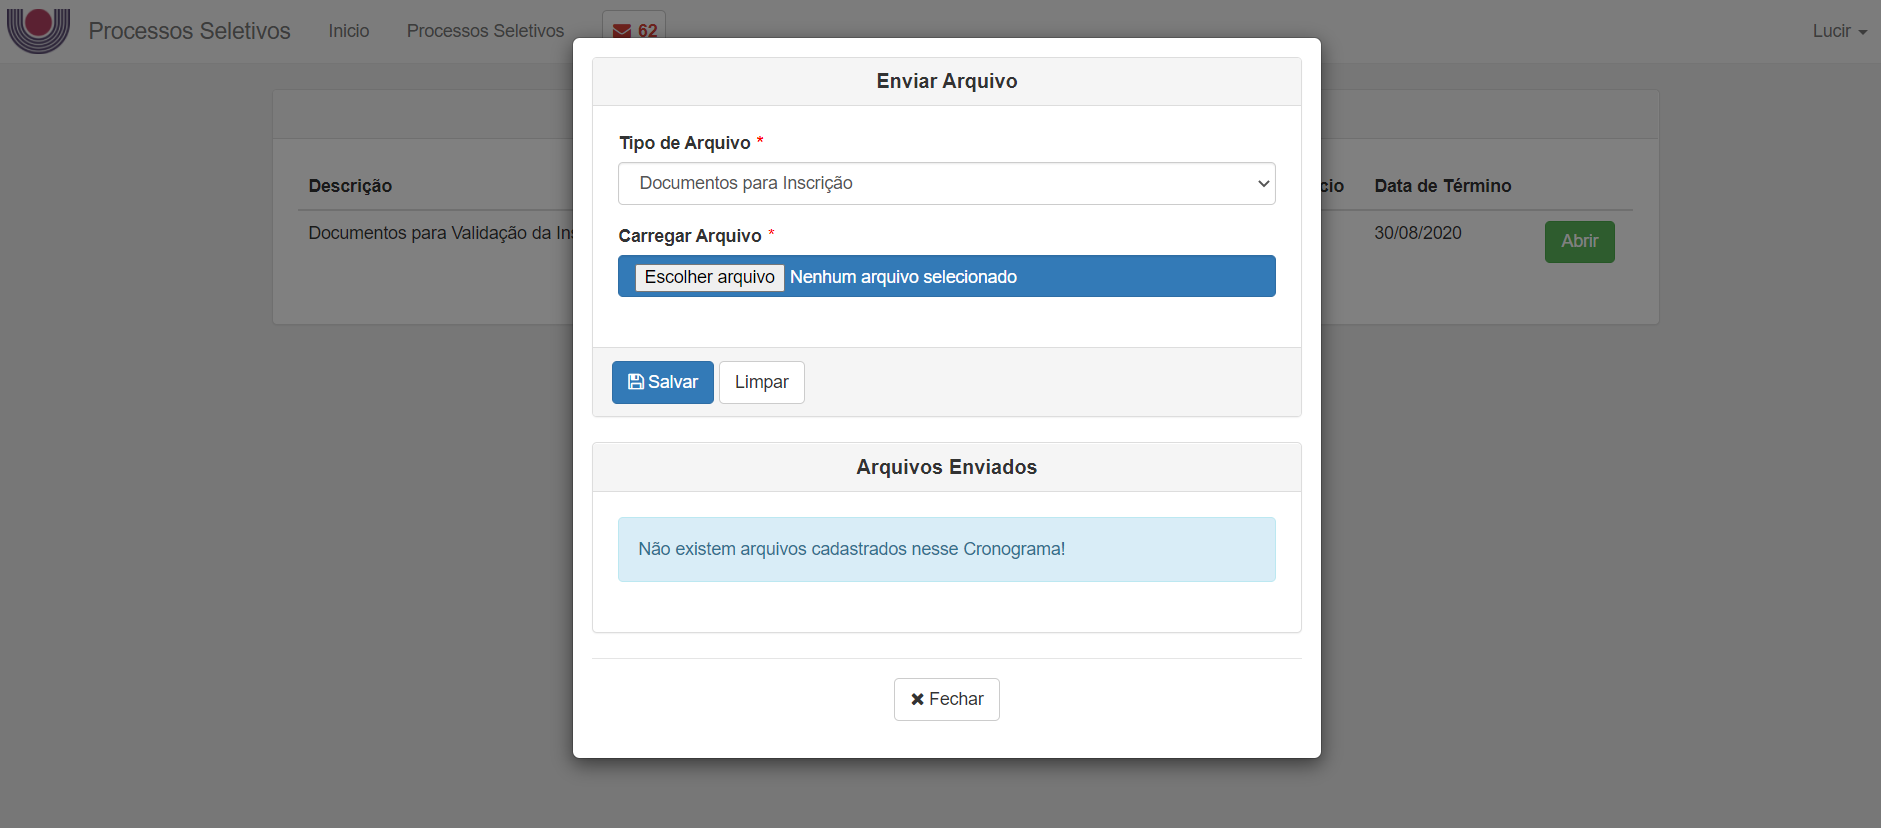 Processos Seletivos Inicio Processos Seletivos 62 Lucir
Enviar Arquivo
Tipo de Arquivo *
Documentos para Inscrição
Carregar Arquivo *
Escolher arquivo Nenhum arquivo selecionado
Salvar Limpar
Arquivos Enviados
Não existem arquivos cadastrados nesse Cronograma!
Fechar
Descrição cio Data de Término
Documentos para Validação da Ins 30/08/2020 Abrir